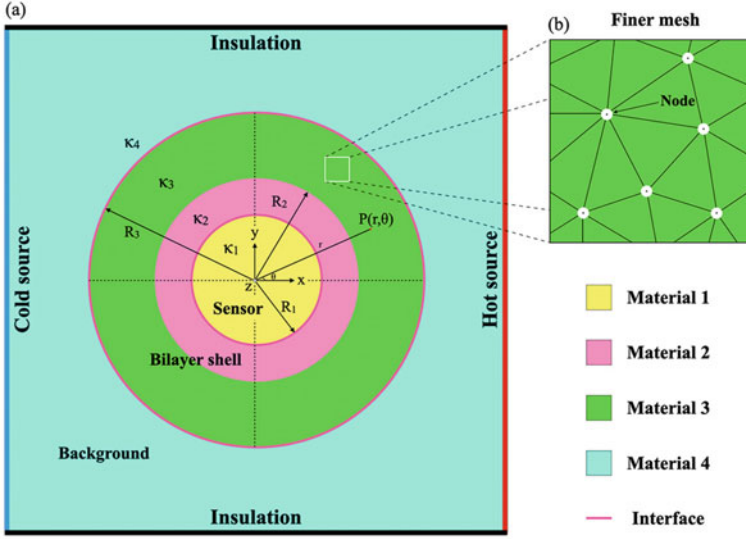 (a)
Insulation
κ4
κ3
κ2
κ1
R2
P(r,θ)
R3
y
r
θ
z
x
Sensor
R1
Bilayer shell
Cold source
Hot source
Background
Insulation
(b)
Finer mesh
Node
Material 1
Material 2
Material 3
Material 4
Interface